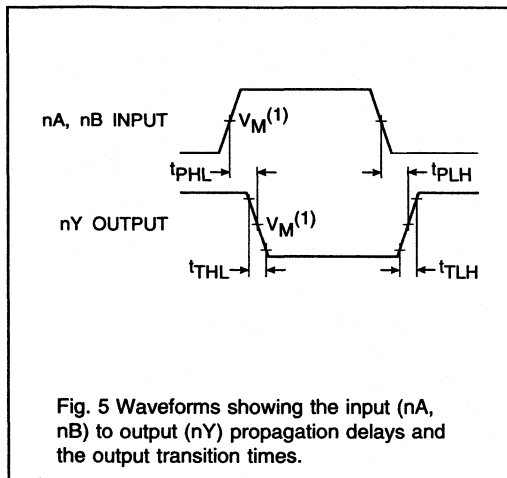 nA, nB INPUT
VM(1)
tPHL
tPLH
nY OUTPUT
VM(1)
tTHL
tTLH
Fig. 5 Waveforms showing the input (nA,
nB) to output (nY) propagation delays and
the output transition times.